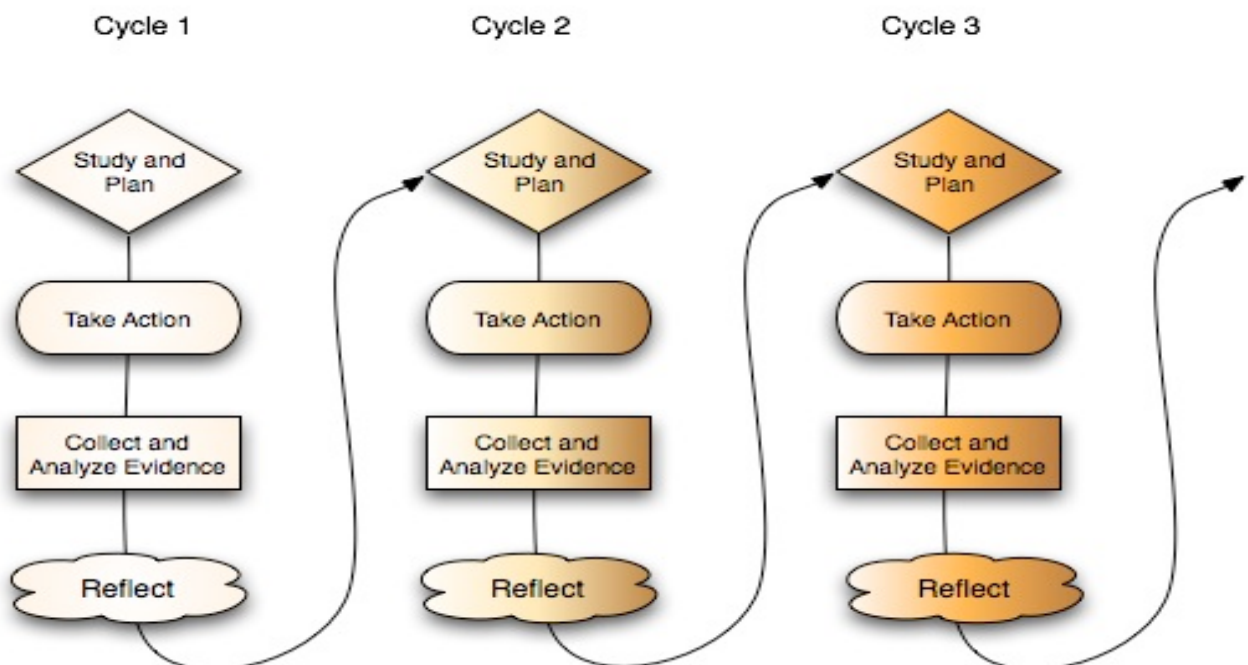 Cycle 1
Cycle 2
Cycle 3
Study and
Plan
Take Action
Collect and
Analyze Evidence
Reflect
Study and
Plan
Take Action
Collect and
Analyze Evidence
Reflect
Study and
Plan
Take Action
Collect and
Analyze Evidence
Reflect